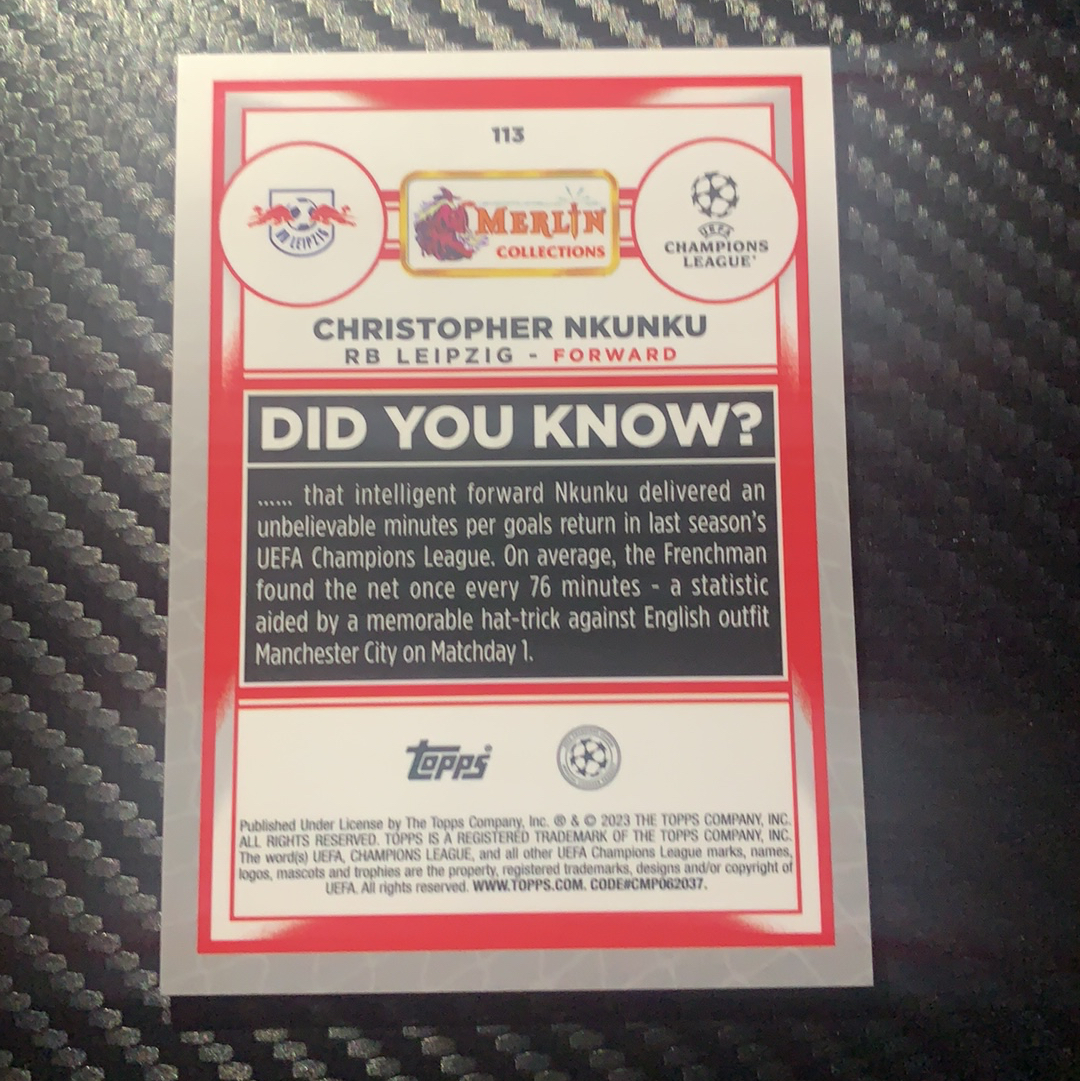 113
RB LEIPZIG
MERLIN
COLLECTIONS
UEFA
CHAMPIONS
LEAGUE
CHRISTOPHER NKUNKU
RB LEIPZIG - FORWARD
DID YOU KNOW?
...... that intelligent forward Nkunku delivered an
unbelievable minutes per goals return in last season's
UEFA Champions League. On average, the Frenchman
found the net once every 76 minutes - a statistic
aided by a memorable hat-trick against English outfit
Manchester City on Matchday 1.
topps
Published Under License by The Topps Company, Inc. ® & © 2023 THE TOPPS COMPANY, INC.
ALL RIGHTS RESERVED. TOPPS IS A REGISTERED TRADEMARK OF THE TOPPS COMPANY, INC.
The word(s) UEFA, CHAMPIONS LEAGUE, and all other UEFA Champions League marks, names,
logos, mascots and trophies are the property, registered trademarks, designs and/or copyright of
UEFA. All rights reserved. WWW.TOPPS.COM. CODE#CMP062037.